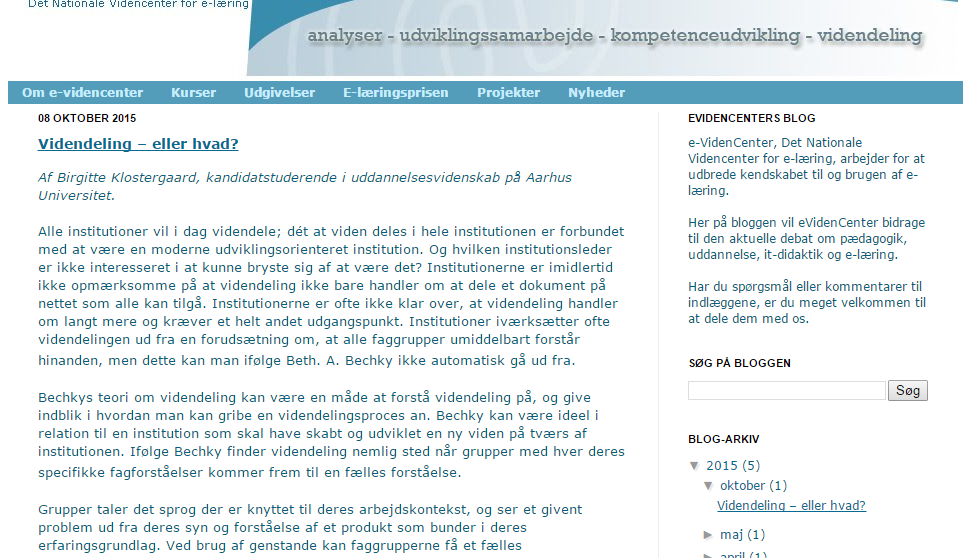 Det Nationale Videncenter for e-læring
analyser - udviklingssamarbejde - kompetenceudvikling - videndeling
Om e-videncenter Kurser Udgivelser E-læringsprisen Projekter Nyheder
08 OKTOBER 2015
Videndeling – eller hvad?
Af Birgitte Klostergaard, kandidatstuderende i uddannelsesvidenskab på Aarhus
Universitet.
Alle institutioner vil i dag videndele; dét at viden deles i hele institutionen er forbundet
med at være en moderne udviklingsorienteret institution. Og hvilken institutionsleder
er ikke interesseret i at kunne bryste sig af at være det? Institutionerne er imidlertid
ikke opmærksomme på at videndeling ikke bare handler om at dele et dokument på
nettet som alle kan tilgå. Institutionerne er ofte ikke klar over, at videndeling handler
om langt mere og kræver et helt andet udgangspunkt. Institutioner iværksætter ofte
videndelingen ud fra en forudsætning om, at alle faggrupper umiddelbart forstår
hinanden, men dette kan man ifølge Beth. A. Bechky ikke automatisk gå ud fra.
Bechkys teori om videndeling kan være en måde at forstå videndeling på, og give
indblik i hvordan man kan gribe en videndelingsproces an. Bechky kan være ideel i
relation til en institution som skal have skabt og udviklet en ny viden på tværs af
institutionen. Ifølge Bechky finder videndeling nemlig sted når grupper med hver deres
specifikke fagforståelser kommer frem til en fælles forståelse.
Grupper taler det sprog der er knyttet til deres arbejdskontekst, og ser et givent
problem ud fra deres syn og forståelse af et produkt som bunder i deres
erfaringsgrundlag. Ved brug af genstande kan faggrupperne få et fælles
EVIDENCENTERS BLOG
e-VidenCenter, Det Nationale
Videncenter for e-læring, arbejder for at
udbrede kendskabet til og brugen af e-
læring.
Her på bloggen vil eVidenCenter bidrage
til den aktuelle debat om pædagogik,
uddannelse, it-didaktik og e-læring.
Har du spørgsmål eller kommentarer til
indlæggene, er du meget velkommen til
at dele dem med os.
SØG PÅ BLOGGEN
Søg
BLOG-ARKIV
▼ 2015 (5)
▼ oktober (1)
Videndeling – eller hvad?
► maj (1)
► april (1)